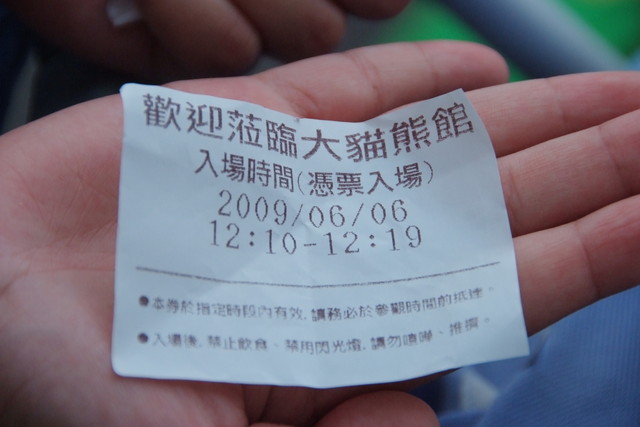 歡迎蒞臨大貓熊館
入場時間(憑票入場)
2009/06/06
12:10-12:19
●本券於指定時段內有效,請務必於參觀時間前抵達。
●入場後,禁止飲食、禁用閃光燈,請勿喧嘩、推擠。